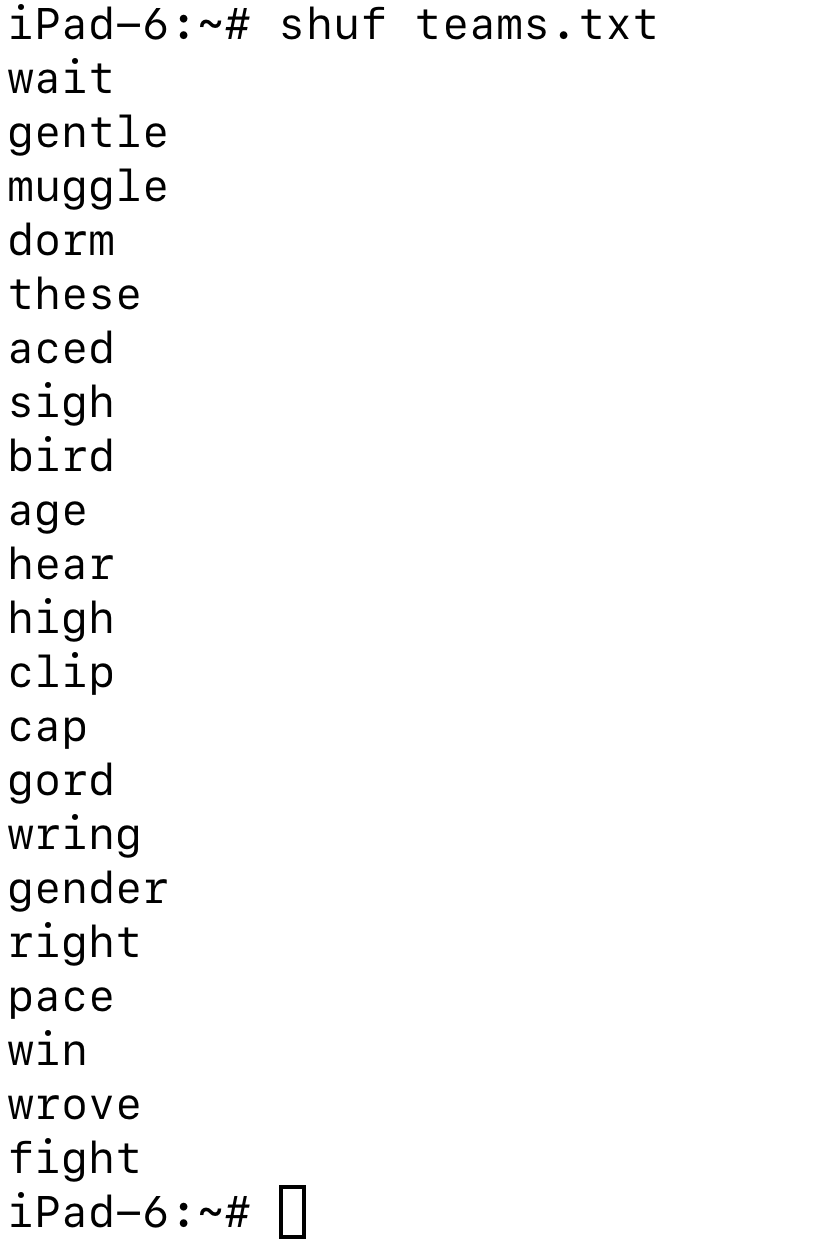 iPad-6:~# shuf teams.txt
wait
gentle
muggle
dorm
these
aced
sigh
bird
age
hear
high
clip
cap
gord
wring
gender
right
pace
win
wrove
fight
iPad-6:~#